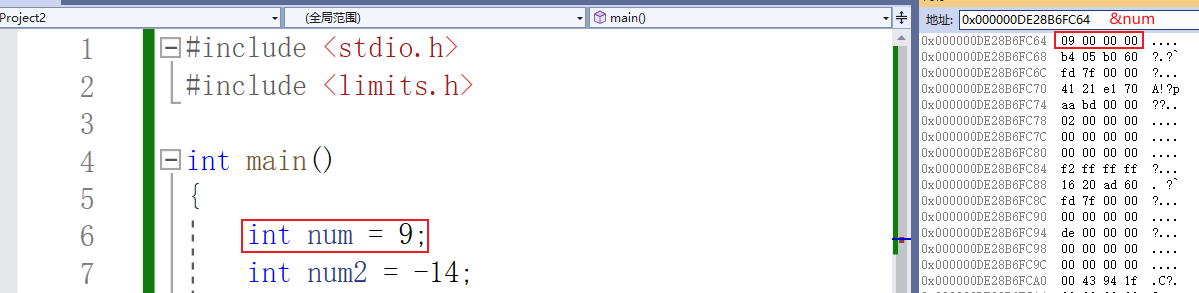 Project2 (全局范围) main()
1 #include <stdio.h>
2 #include <limits.h>
3
4 int main()
5 {
6 int num = 9;
7 int num2 = -14;
地址: 0x000000DE28B6FC64 &num
0x000000DE28B6FC64 09 00 00 00 ....
0x000000DE28B6FC68 b4 05 b0 60 ?.?`
0x000000DE28B6FC6C fd 7f 00 00 ?...
0x000000DE28B6FC70 41 21 e1 70 A!?p
0x000000DE28B6FC74 aa bd 00 00 ??..
0x000000DE28B6FC78 02 00 00 00 ....
0x000000DE28B6FC7C 00 00 00 00 ....
0x000000DE28B6FC80 00 00 00 00 ....
0x000000DE28B6FC84 f2 ff ff ff ?...
0x000000DE28B6FC88 16 20 ad 60 . ?`
0x000000DE28B6FC8C fd 7f 00 00 ?...
0x000000DE28B6FC90 00 00 00 00 ....
0x000000DE28B6FC94 de 00 00 00 ?...
0x000000DE28B6FC98 00 00 00 00 ....
0x000000DE28B6FC9C 00 00 00 00 ....
0x000000DE28B6FCA0 00 43 94 1f .C?.